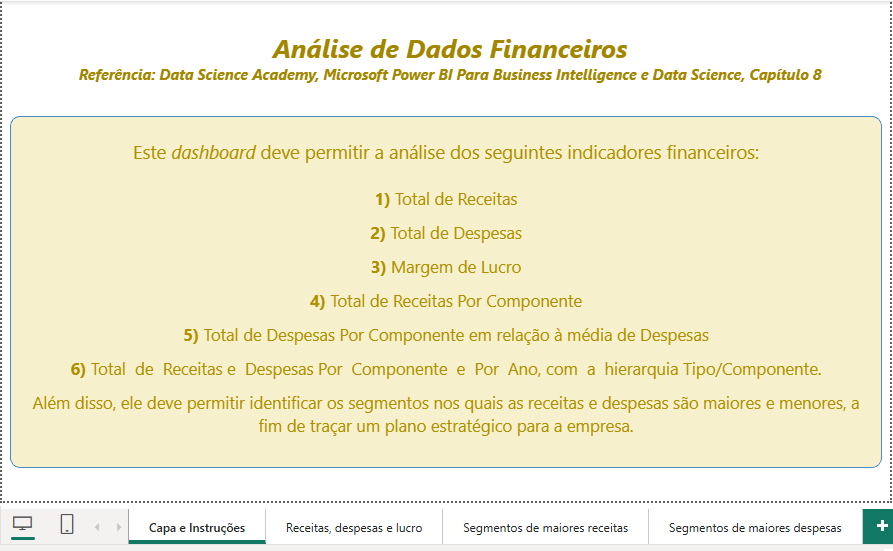 Análise de Dados Financeiros
Referência: Data Science Academy, Microsoft Power BI Para Business Intelligence e Data Science, Capítulo 8
Este dashboard deve permitir a análise dos seguintes indicadores financeiros:
1) Total de Receitas
2) Total de Despesas
3) Margem de Lucro
4) Total de Receitas Por Componente
5) Total de Despesas Por Componente em relação à média de Despesas
6) Total de Receitas e Despesas Por Componente e Por Ano, com a hierarquia Tipo/Componente.
Além disso, ele deve permitir identificar os segmentos nos quais as receitas e despesas são maiores e menores, a
fim de traçar um plano estratégico para a empresa.
Capa e Instruções Receitas, despesas e lucro Segmentos de maiores receitas Segmentos de maiores despesas +